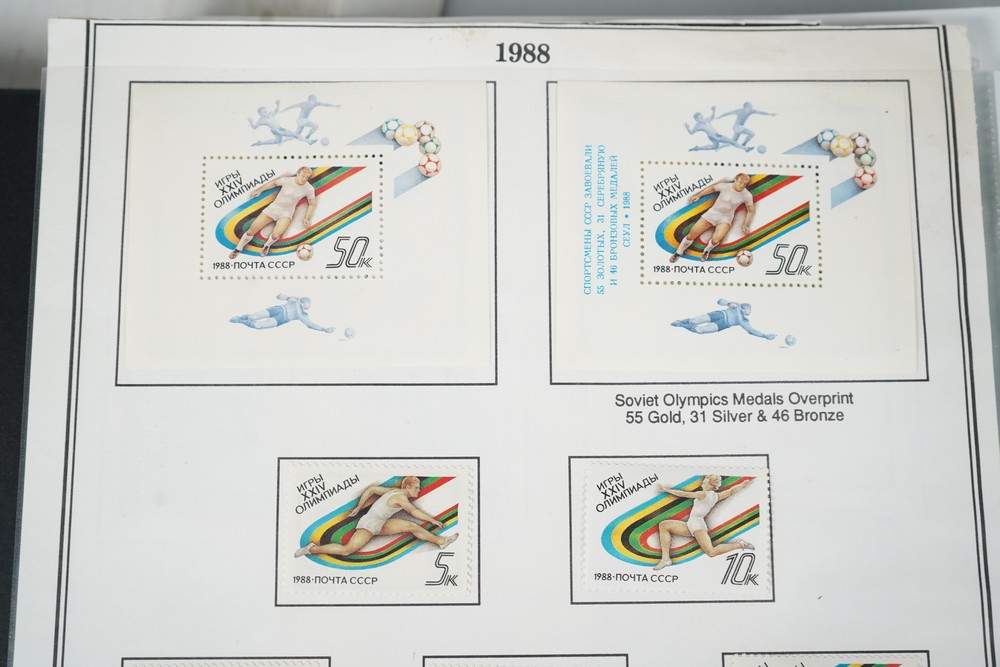 1988
ИГРЫ
XXIV
ОЛИМПИАДЫ
50к
1988·ПОЧТА СССР
СПОРТСМЕНЫ СССР ЗАВОЕВАЛИ
55 ЗОЛОТЫХ, 31 СЕРЕБРЯНУЮ
И 46 БРОНЗОВЫХ МЕДАЛЕЙ
СЕУЛ • 1988
ИГРЫ
XXIV
ОЛИМПИАДЫ
50к
1988·ПОЧТА СССР
Soviet Olympics Medals Overprint
55 Gold, 31 Silver & 46 Bronze
ИГРЫ
XXIV
ОЛИМПИАДЫ
5к
1988·ПОЧТА СССР
ИГРЫ
XXIV
ОЛИМПИАДЫ
10к
1988·ПОЧТА СССР